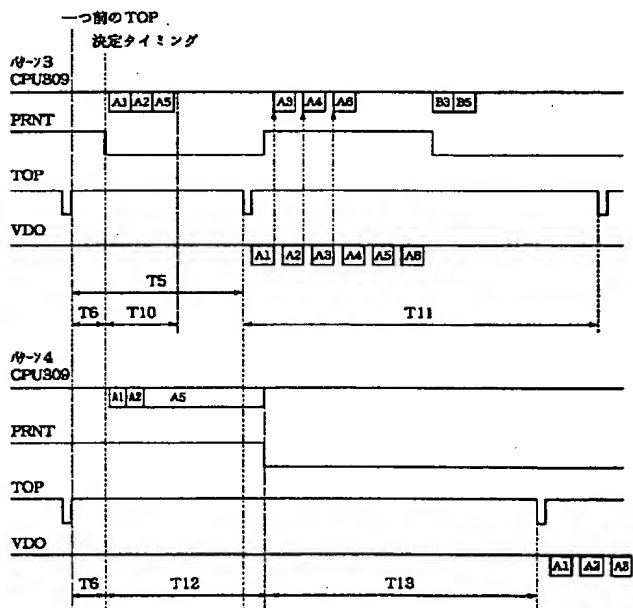 一つ前のTOP
決定タイミング
パターン3
CPU309
A1 A2 A5 A3 A4 A6 B3 B5
PRNT
TOP
VDO
A1 A2 A3 A4 A5 A6
T5
T6 T10 T11
パターン4
CPU309
A1 A2 A5
PRNT
TOP
VDO
A1 A2 A3
T6 T12 T13